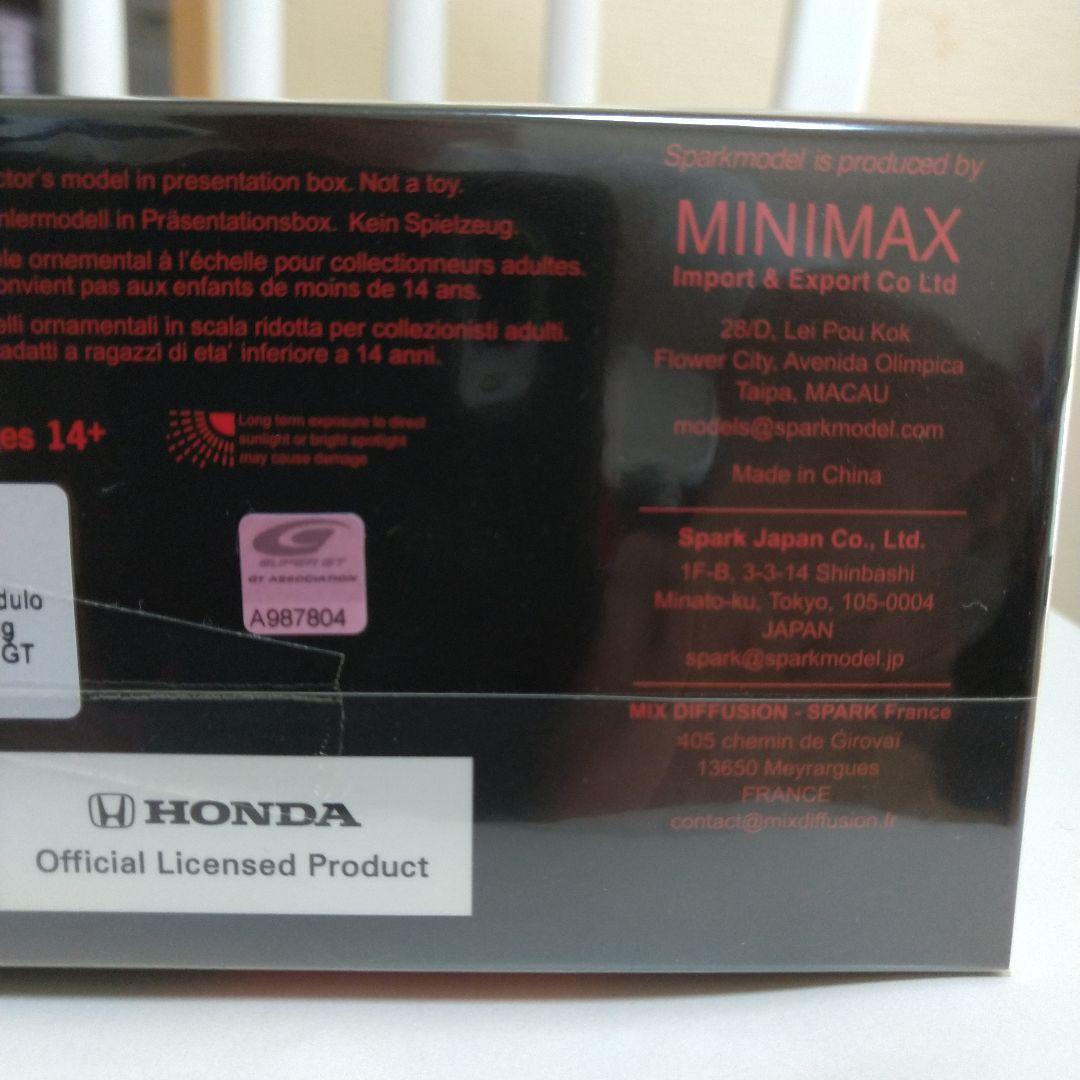 ctor's model in presentation box. Not a toy.
nlermodell in Präsentationsbox. Kein Spielzeug.
èle ornemental à l'échelle pour collectionneurs adultes.
onvient pas aux enfants de moins de 14 ans.
elli ornamentali in scala ridotta per collezionisti adulti.
adatti a ragazzi di eta' inferiore a 14 anni.
es 14+
Long term exposure to direct
sunlight or bright spotlight
may cause damage
SUPER GT
GT ASSOCIATION
A987804
dulo
g
GT
HONDA
Official Licensed Product
Sparkmodel is produced by
MINIMAX
Import & Export Co Ltd
28/D, Lei Pou Kok
Flower City, Avenida Olimpica
Taipa, MACAU
models@sparkmodel.com
Made in China
Spark Japan Co., Ltd.
1F-B, 3-3-14 Shinbashi
Minato-ku, Tokyo, 105-0004
JAPAN
spark@sparkmodel.jp
MIX DIFFUSION - SPARK France
405 chemin de Girovaï
13650 Meyrargues
FRANCE
contact@mixdiffusion.fr